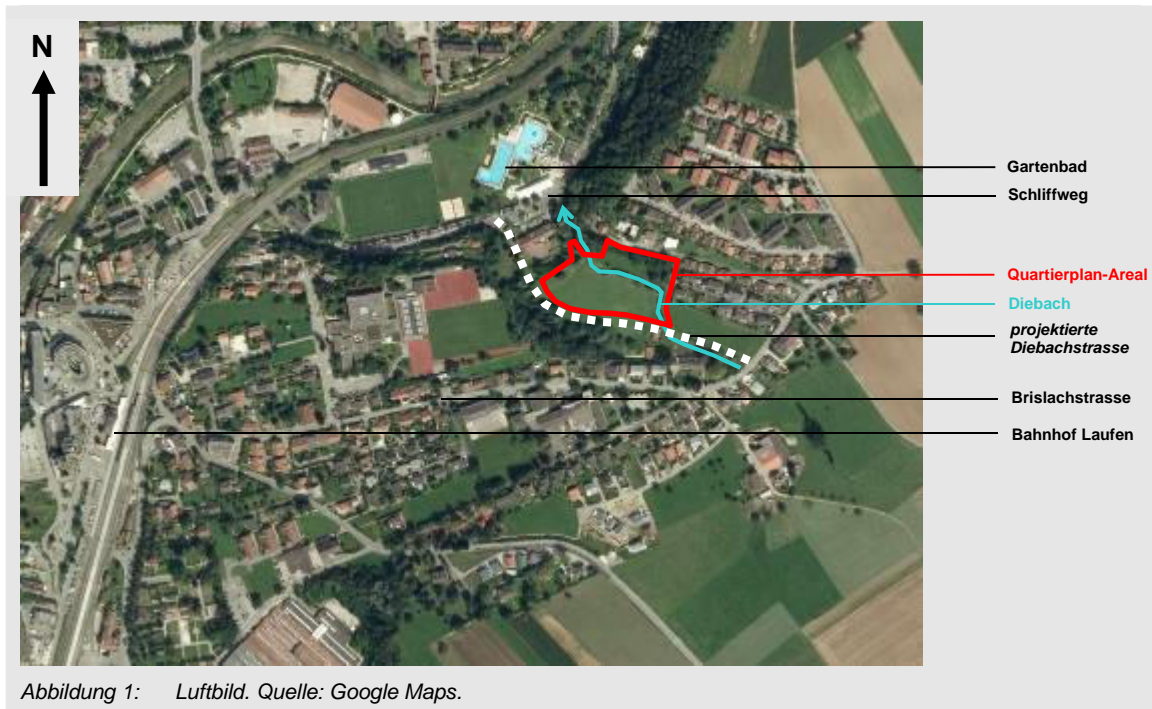 N
Gartenbad
Schliffweg
Quartierplan-Areal
Diebach
projektierte
Diebachstrasse
Brislachstrasse
Bahnhof Laufen
Abbildung 1: Luftbild. Quelle: Google Maps.